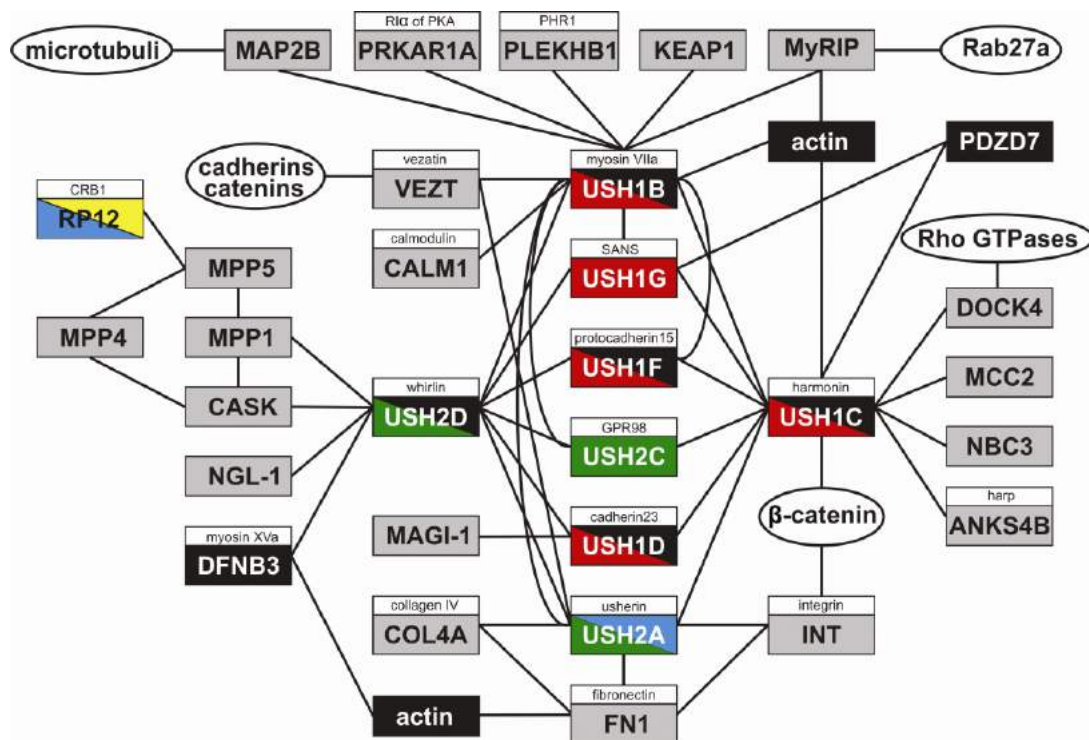 RIα of PKA
PHR1
microtubuli
MAP2B
PRKAR1A
PLEKHB1
KEAP1
MyRIP
Rab27a
cadherins
catenins
vezatin
VEZT
myosin VIIa
USH1B
actin
PDZD7
CRB1
RP12
calmodulin
CALM1
SANS
USH1G
Rho GTPases
MPP5
DOCK4
MPP4
MPP1
protocadherin15
USH1F
MCC2
CASK
whirlin
USH2D
harmonin
USH1C
GPR98
USH2C
NBC3
NGL-1
harp
ANKS4B
myosin XVa
DFNB3
MAGI-1
cadherin23
USH1D
β-catenin
collagen IV
COL4A
usherin
USH2A
integrin
INT
actin
fibronectin
FN1